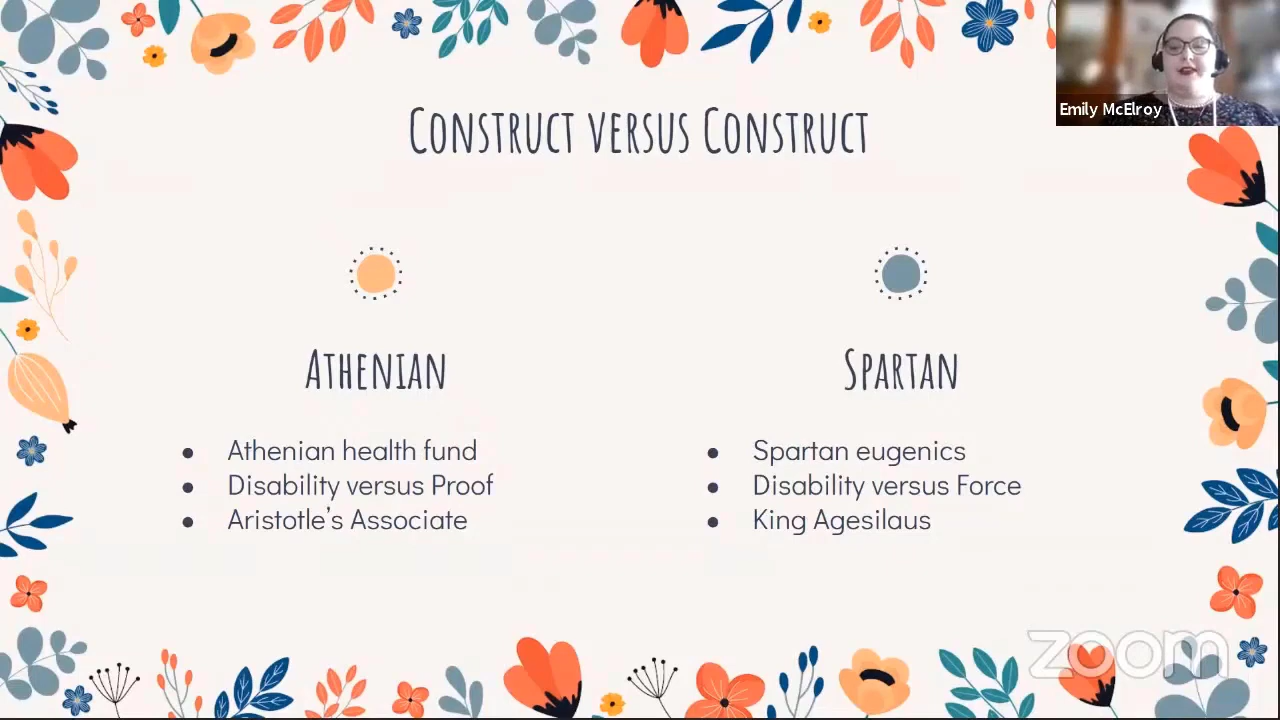 Construct versus Construct
Emily McElroy
Athenian
● Athenian health fund
● Disability versus Proof
● Aristotle's Associate
Spartan
● Spartan eugenics
● Disability versus Force
● King Agesilaus
zoom